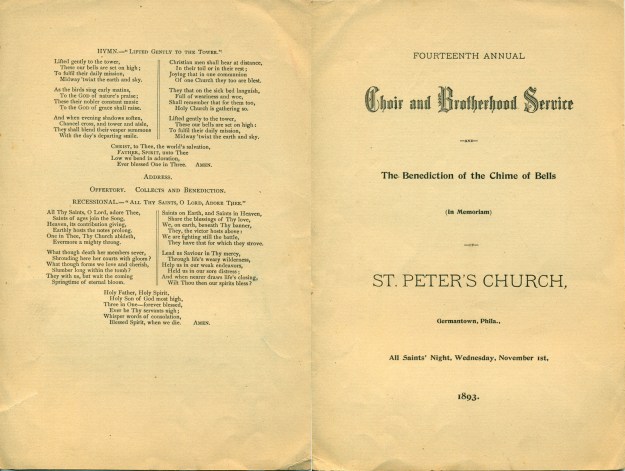 HYMN.—"LIFTED GENTLY TO THE TOWER."
Lifted gently to the tower,
These our bells are set on high;
To fulfil their daily mission,
Midway 'twixt the earth and sky.
As the birds sing early matins,
To the GOD of nature's praise;
These their noble constant music
To the GOD of grace shall raise.
And when evening shadows soften,
Chancel cross, and tower and aisle,
They shall blend their vesper summons
With the day's departing smile.
Christian men shall hear at distance,
In their toil or in their rest;
Joying that in one communion
Of one Church they too are blest.
They that on the sick bed languish,
Full of weariness and woe,
Shall remember that for them too,
Holy Church is gathering so.
Lifted gently to the tower,
These our bells are set on high:
To fulfil their daily mission,
Midway 'twixt the earth and sky.
CHRIST, to Thee, the world's salvation,
FATHER, SPIRIT, unto Thee
Low we bend in adoration,
Ever blessed One in Three. AMEN.
ADDRESS.
OFFERTORY. COLLECTS AND BENEDICTION.
RECESSIONAL.—"ALL THY SAINTS, O LORD, ADORE THEE."
All Thy Saints, O Lord, adore Thee,
Saints of ages join the Song,
Heaven, its contribution giving,
Earthly hosts the notes prolong.
One in Thee, Thy Church abideth,
Evermore a mighty throng.
What though death her members sever,
Shrouding here her courts with gloom?
What though forms we love and cherish,
Slumber long within the tomb?
They with us, but wait the coming
Springtime of eternal bloom.
Saints on Earth, and Saints in Heaven,
Share the blessings of Thy love,
We, on earth, beneath Thy banner,
They, the victor hosts above:
We are fighting still the battle,
They have that for which they strove.
Lead us Saviour in Thy mercy,
Through life's weary wilderness,
Help us in our weak endeavors,
Held us in our sore distress;
And when nearer draws life's closing,
Wilt Thou then our spirits bless?
Holy Father, Holy Spirit,
Holy Son of God most high,
Three in One—forever blessed,
Ever be Thy servants nigh;
Whisper words of consolation,
Blessed Spirit, when we die. AMEN.
FOURTEENTH ANNUAL
Choir and Brotherhood Service
—AND—
The Benediction of the Chime of Bells
(In Memoriam)
ST. PETER'S CHURCH,
Germantown, Phila.,
All Saints' Night, Wednesday, November 1st,
1893.